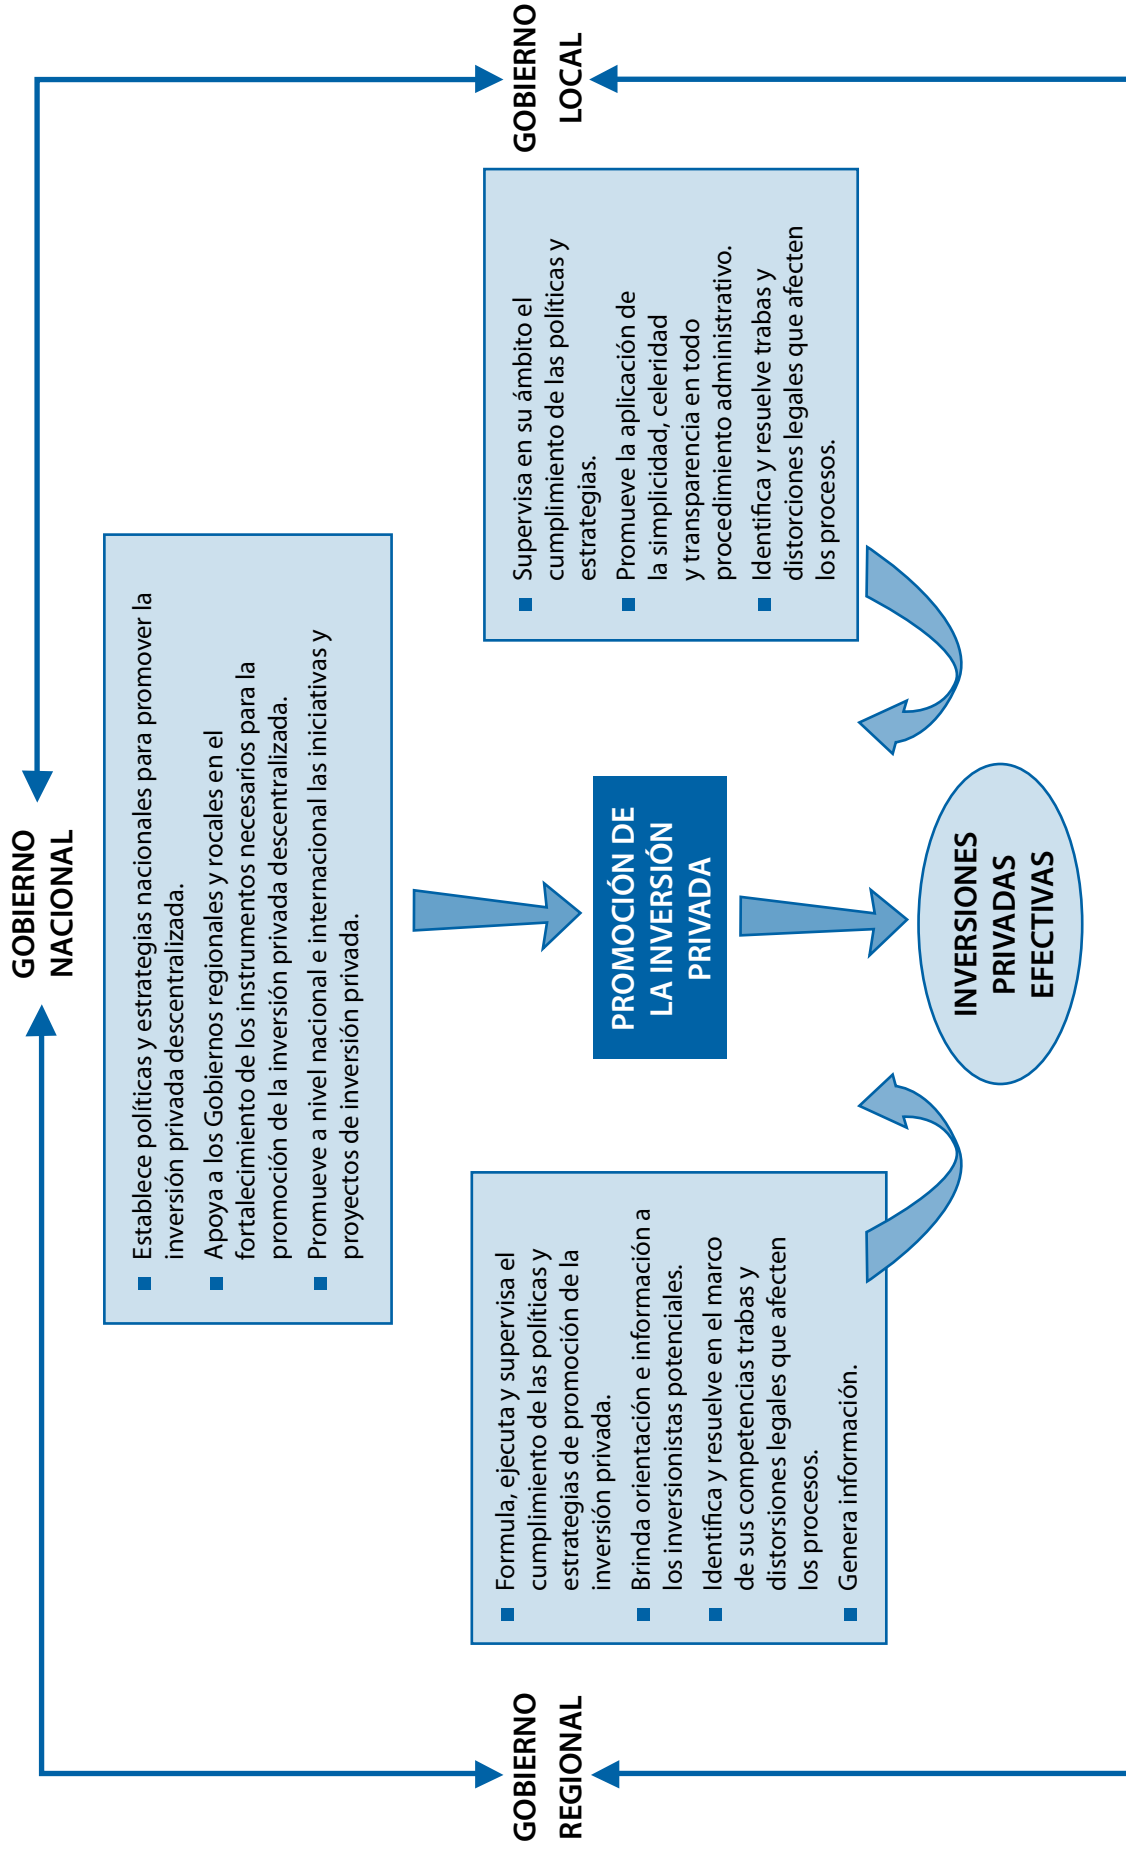 GOBIERNO
NACIONAL
Establece políticas y estrategias nacionales para promover la
inversión privada descentralizada.
Apoya a los Gobiernos regionales y rocales en el
fortalecimiento de los instrumentos necesarios para la
promoción de la inversión privada descentralizada.
Promueve a nivel nacional e internacional las iniciativas y
proyectos de inversión privada.
GOBIERNO
REGIONAL
Formula, ejecuta y supervisa el
cumplimiento de las políticas y
estrategias de promoción de la
inversión privada.
Brinda orientación e información a
los inversionistas potenciales.
Identifica y resuelve en el marco
de sus competencias trabas y
distorsiones legales que afecten
los procesos.
Genera información.
PROMOCIÓN DE
LA INVERSIÓN
PRIVADA
INVERSIONES
PRIVADAS
EFECTIVAS
Supervisa en su ámbito el
cumplimiento de las políticas y
estrategias.
Promueve la aplicación de
la simplicidad, celeridad
y transparencia en todo
procedimiento administrativo.
Identifica y resuelve trabas y
distorciones legales que afecten
los procesos.
GOBIERNO
LOCAL